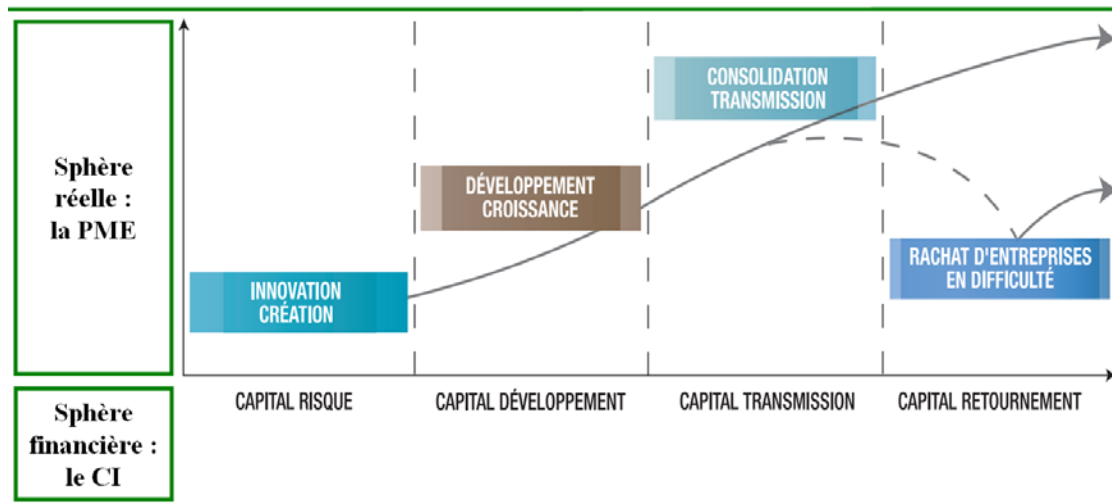 Sphère
réelle :
la PME
CONSOLIDATION
TRANSMISSION
DÉVELOPPEMENT
CROISSANCE
RACHAT D'ENTREPRISES
EN DIFFICULTÉ
INNOVATION
CRÉATION
Sphère
financière :
le CI
CAPITAL RISQUE
CAPITAL DÉVELOPPEMENT
CAPITAL TRANSMISSION
CAPITAL RETOURNEMENT